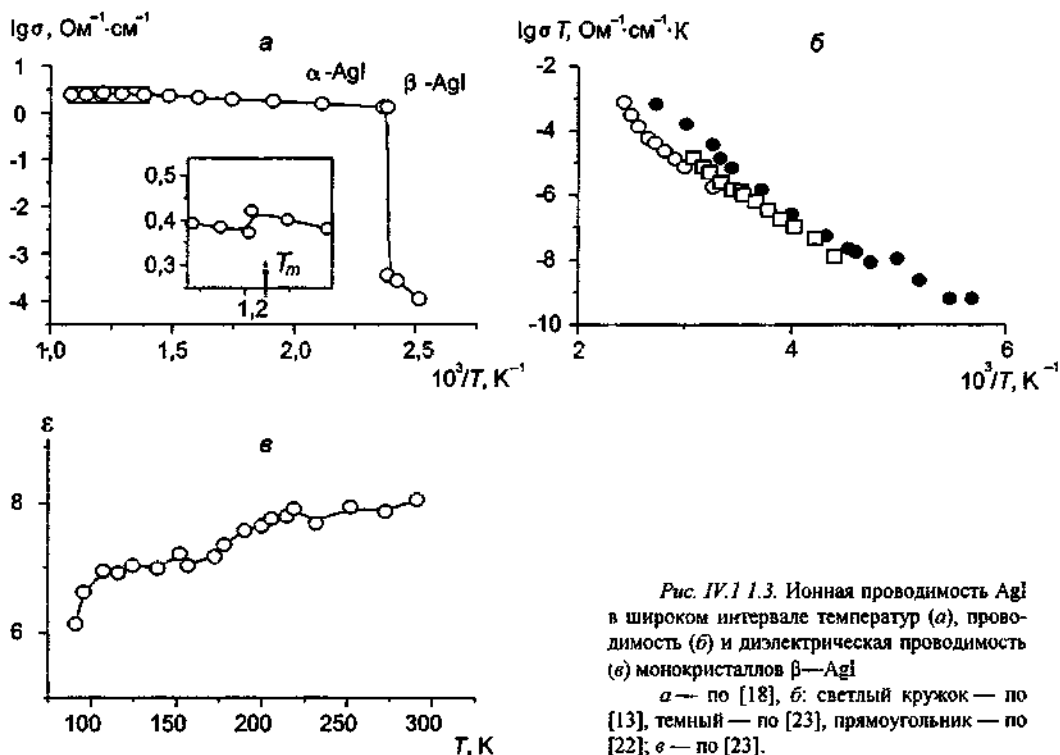 lg σ, Ом⁻¹·см⁻¹
а
α -AgI
β -AgI
1
0
-1
-2
-3
-4
0,5
0,4
0,3
1,2
T_m
1,0
1,5
2,0
2,5
10³/T, K⁻¹
lg σ T, Ом⁻¹·см⁻¹·К
б
-2
-4
-6
-8
-10
2
4
6
10³/T, K⁻¹
ε
в
8
6
100
150
200
250
300
T, K
Рис. IV.1 1.3. Ионная проводимость AgI
в широком интервале температур (а), прово-
димость (б) и диэлектрическая проводимость
(в) монокристаллов β—AgI
а — по [18], б: светлый кружок — по
[13], темный — по [23], прямоугольник — по
[22]; в — по [23].